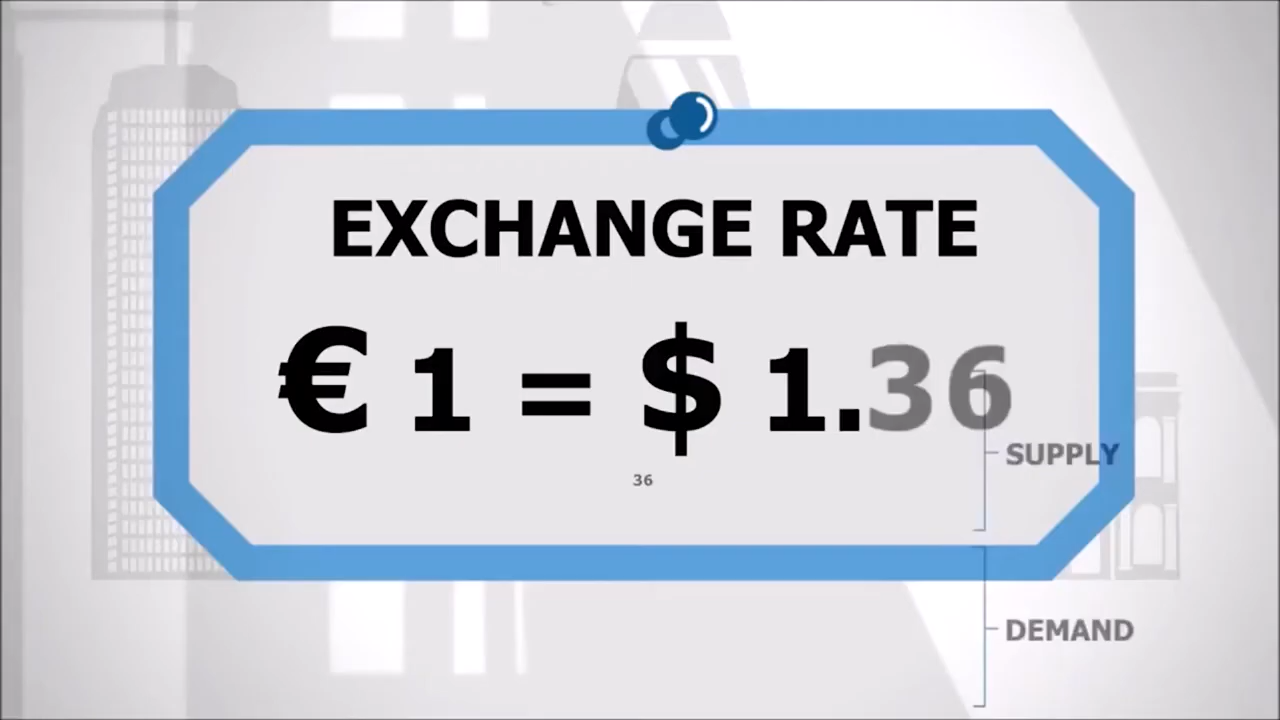 EXCHANGE RATE
€ 1 = $ 1.36
SUPPLY
36
DEMAND